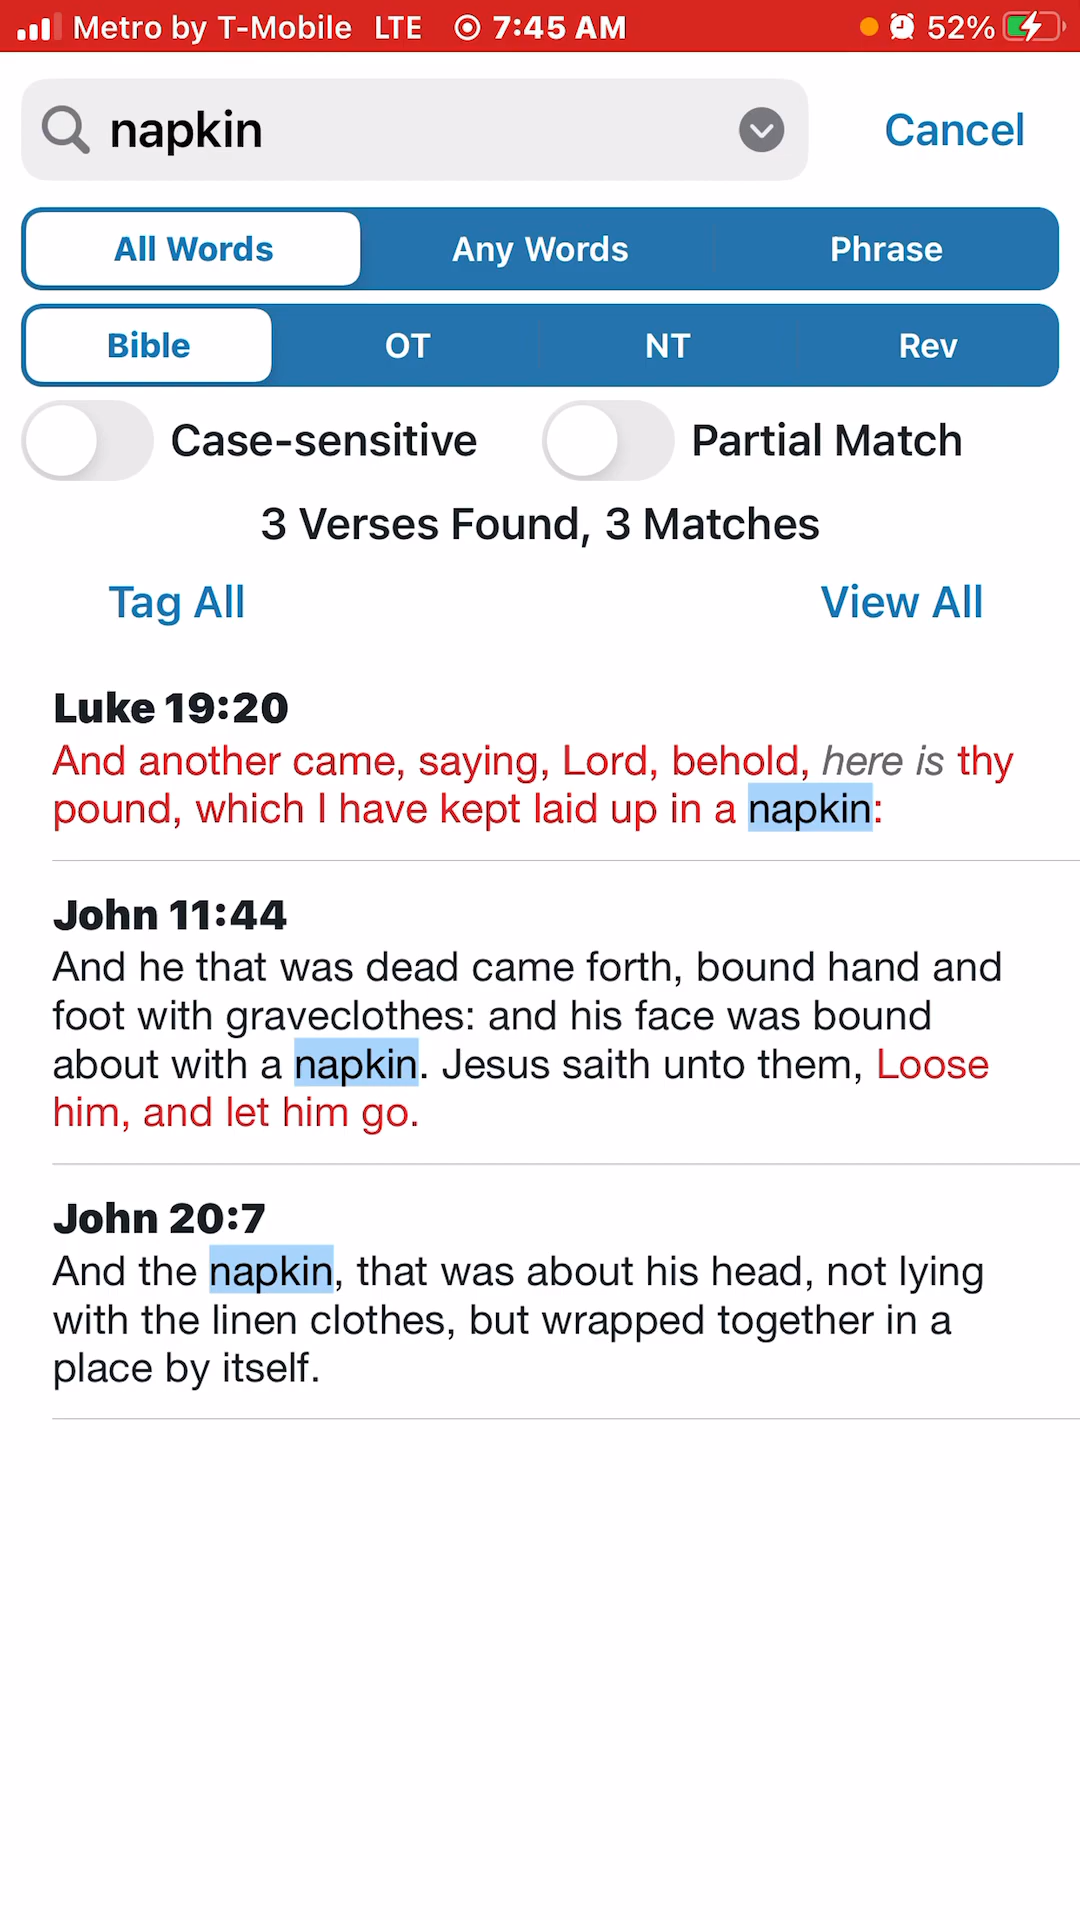 Metro by T-Mobile LTE 7:45 AM 52%
napkin Cancel
All Words Any Words Phrase
Bible OT NT Rev
Case-sensitive Partial Match
3 Verses Found, 3 Matches
Tag All View All
Luke 19:20
And another came, saying, Lord, behold, here is thy
pound, which I have kept laid up in a napkin:
John 11:44
And he that was dead came forth, bound hand and
foot with graveclothes: and his face was bound
about with a napkin. Jesus saith unto them, Loose
him, and let him go.
John 20:7
And the napkin, that was about his head, not lying
with the linen clothes, but wrapped together in a
place by itself.